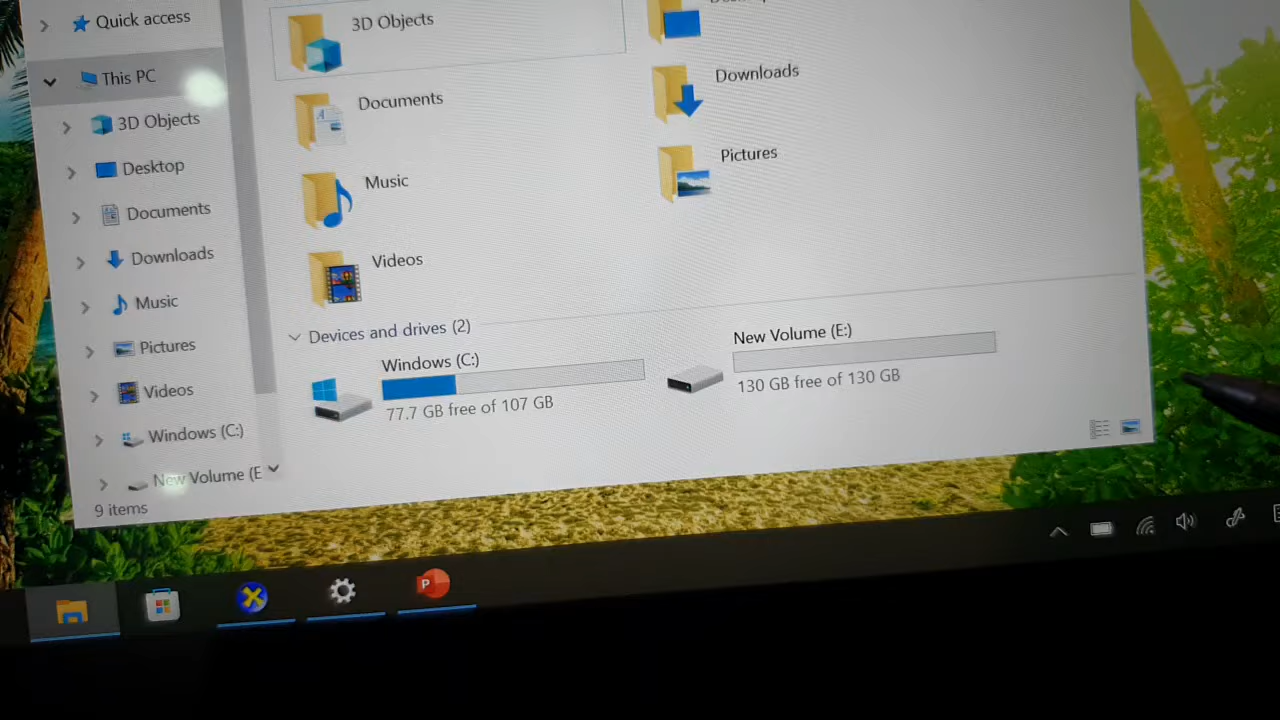 Quick access
This PC
3D Objects
Desktop
Documents
Downloads
Music
Pictures
Videos
Windows (C:)
New Volume (E
9 items
3D Objects
Documents
Downloads
Music
Pictures
Videos
Devices and drives (2)
Windows (C:)
77.7 GB free of 107 GB
New Volume (E:)
130 GB free of 130 GB
P